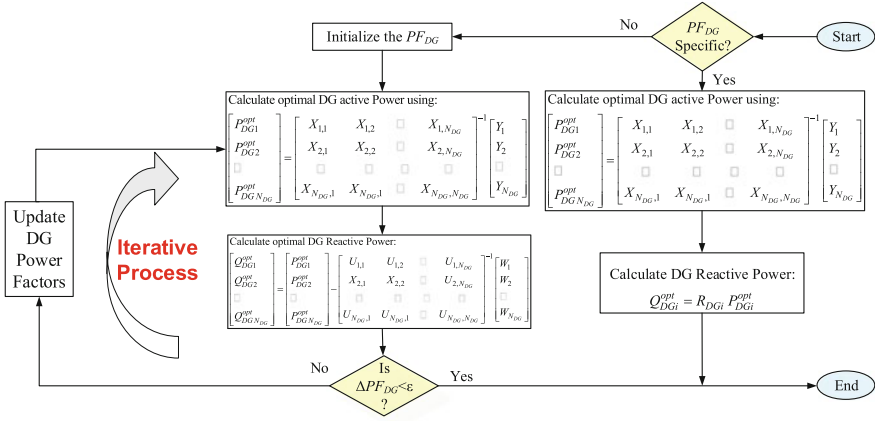 No
PF_DG
Specific?
Start
Initialize the PF_DG
Yes
Calculate optimal DG active Power using:
[P^opt_DG1] = [X_1,1 X_1,2 □ X_1,N_DG]^-1 [Y_1]
[P^opt_DG2] [X_2,1 X_2,2 □ X_2,N_DG] [Y_2]
[□] [□ □ □ □] [□]
[P^opt_DG N_DG] [X_N_DG,1 X_N_DG,1 □ X_N_DG,N_DG] [Y_N_DG]
Calculate optimal DG active Power using:
[P^opt_DG1] = [X_1,1 X_1,2 □ X_1,N_DG]^-1 [Y_1]
[P^opt_DG2] [X_2,1 X_2,2 □ X_2,N_DG] [Y_2]
[□] [□ □ □ □] [□]
[P^opt_DG N_DG] [X_N_DG,1 X_N_DG,1 □ X_N_DG,N_DG] [Y_N_DG]
Update
DG
Power
Factors
Iterative
Process
Calculate optimal DG Reactive Power:
[Q^opt_DG1] = [P^opt_DG1] − [U_1,1 U_1,2 □ U_1,N_DG]^-1 [W_1]
[Q^opt_DG2] [P^opt_DG2] [X_2,1 X_2,2 □ U_2,N_DG] [W_2]
[□] [□] [□ □ □ □] [□]
[Q^opt_DG N_DG] [P^opt_DG N_DG] [U_N_DG,1 U_N_DG,1 □ U_N_DG,N_DG] [W_N_DG]
Calculate DG Reactive Power:
Q^opt_DGi = R_DGi P^opt_DGi
No
Is
ΔPF_DG<ε
?
Yes
End